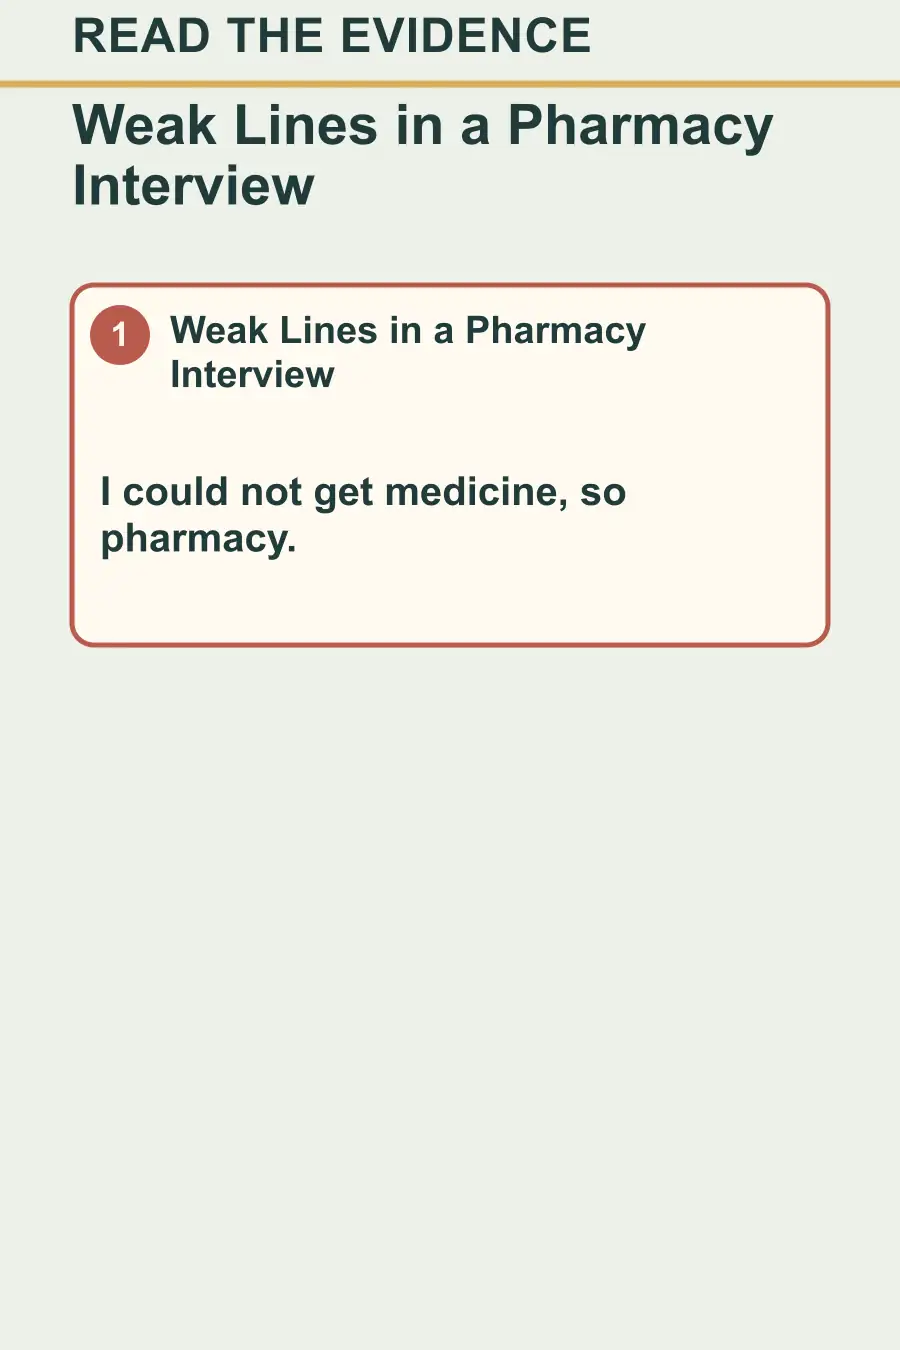 READ THE EVIDENCE
Weak Lines in a Pharmacy
Interview
1
Weak Lines in a Pharmacy
Interview
I could not get medicine, so
pharmacy.